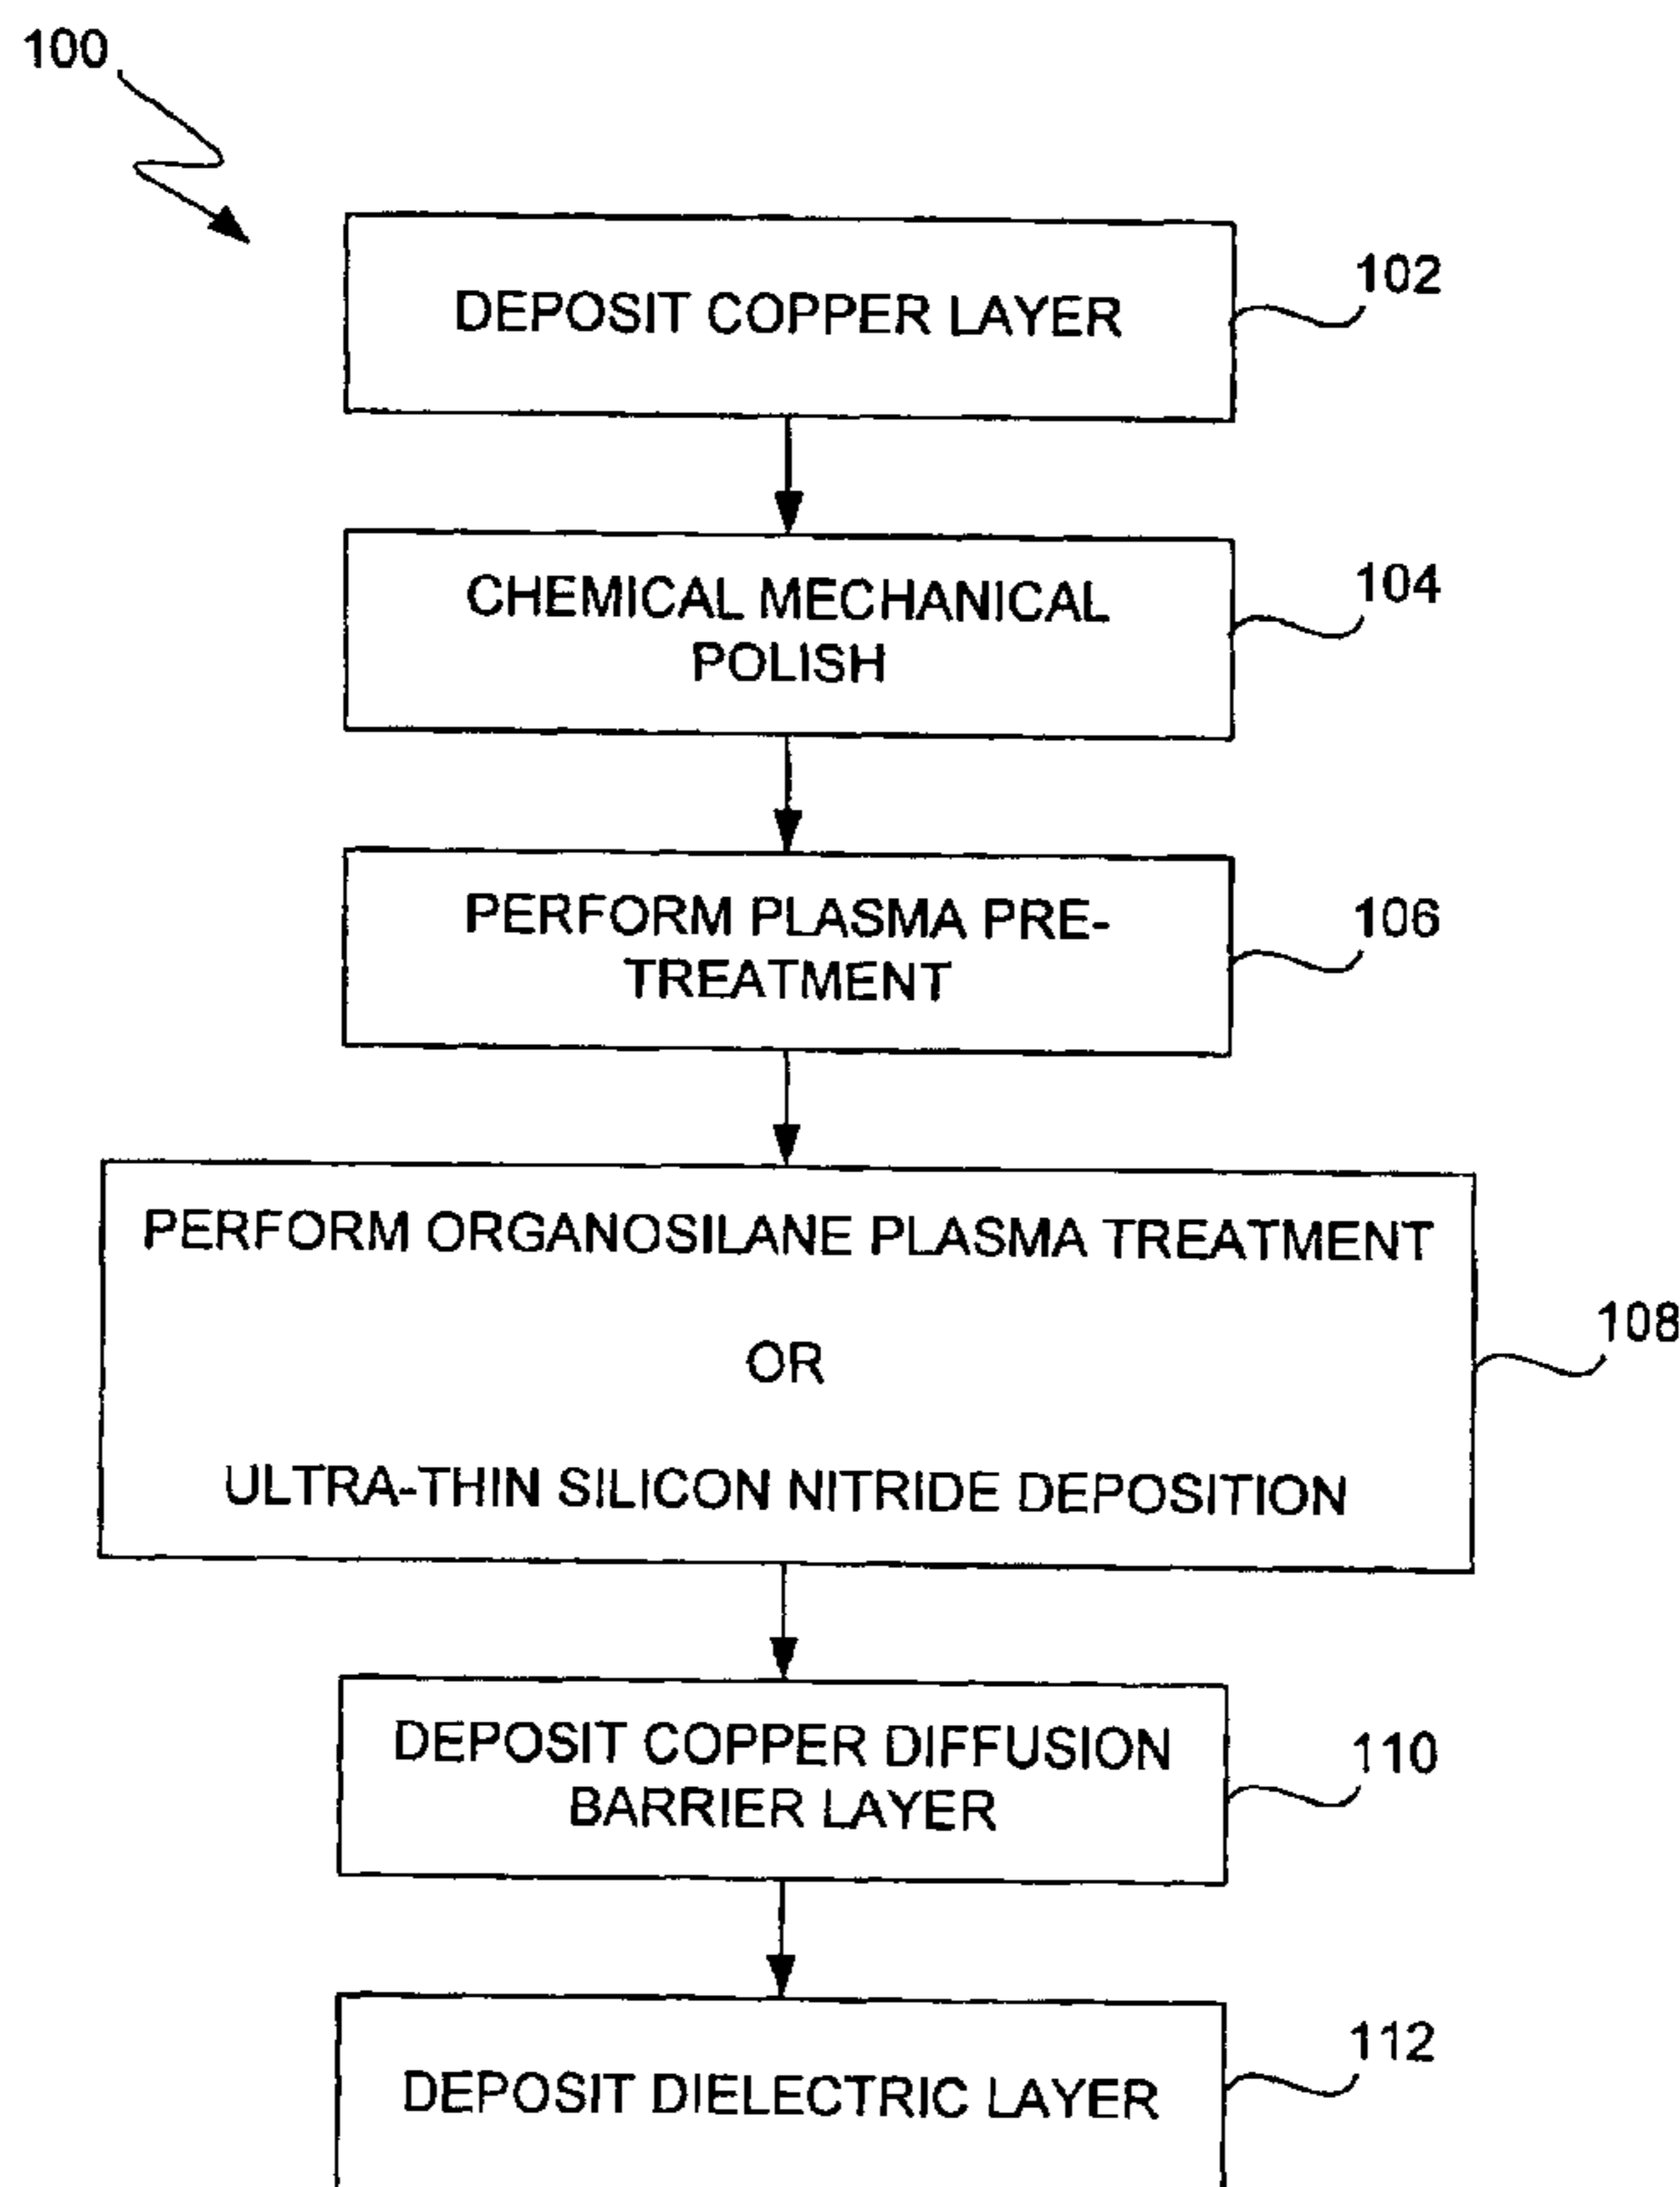 100
DEPOSIT COPPER LAYER
102
CHEMICAL MECHANICAL
POLISH
104
PERFORM PLASMA PRE-
TREATMENT
106
PERFORM ORGANOSILANE PLASMA TREATMENT
OR
ULTRA-THIN SILICON NITRIDE DEPOSITION
108
DEPOSIT COPPER DIFFUSION
BARRIER LAYER
110
DEPOSIT DIELECTRIC LAYER
112